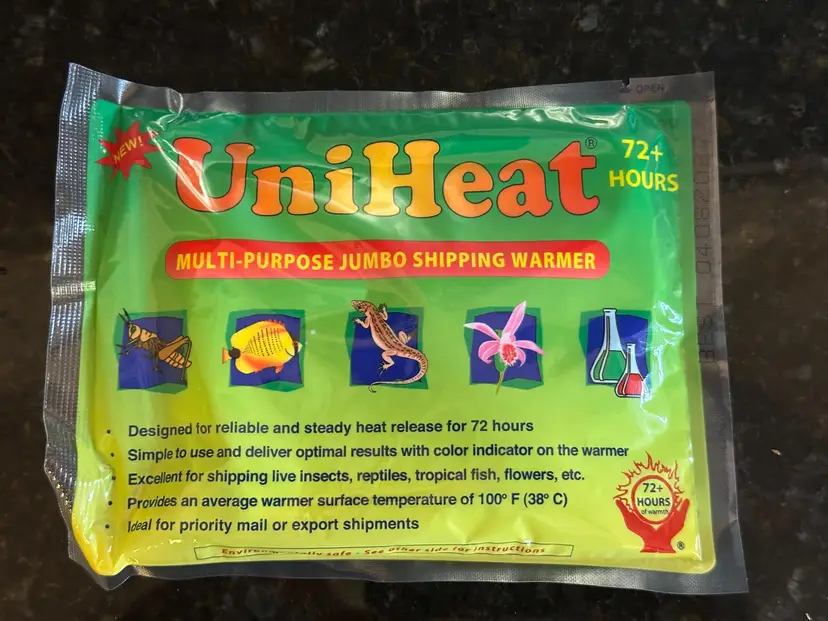 OPEN
NEW!
UniHeat®
72+
HOURS
MULTI-PURPOSE JUMBO SHIPPING WARMER
• Designed for reliable and steady heat release for 72 hours
• Simple to use and deliver optimal results with color indicator on the warmer
• Excellent for shipping live insects, reptiles, tropical fish, flowers, etc.
• Provides an average warmer surface temperature of 100° F (38° C)
• Ideal for priority mail or export shipments
72+
HOURS
of warmth
®
Environmentally safe - See other side for instructions